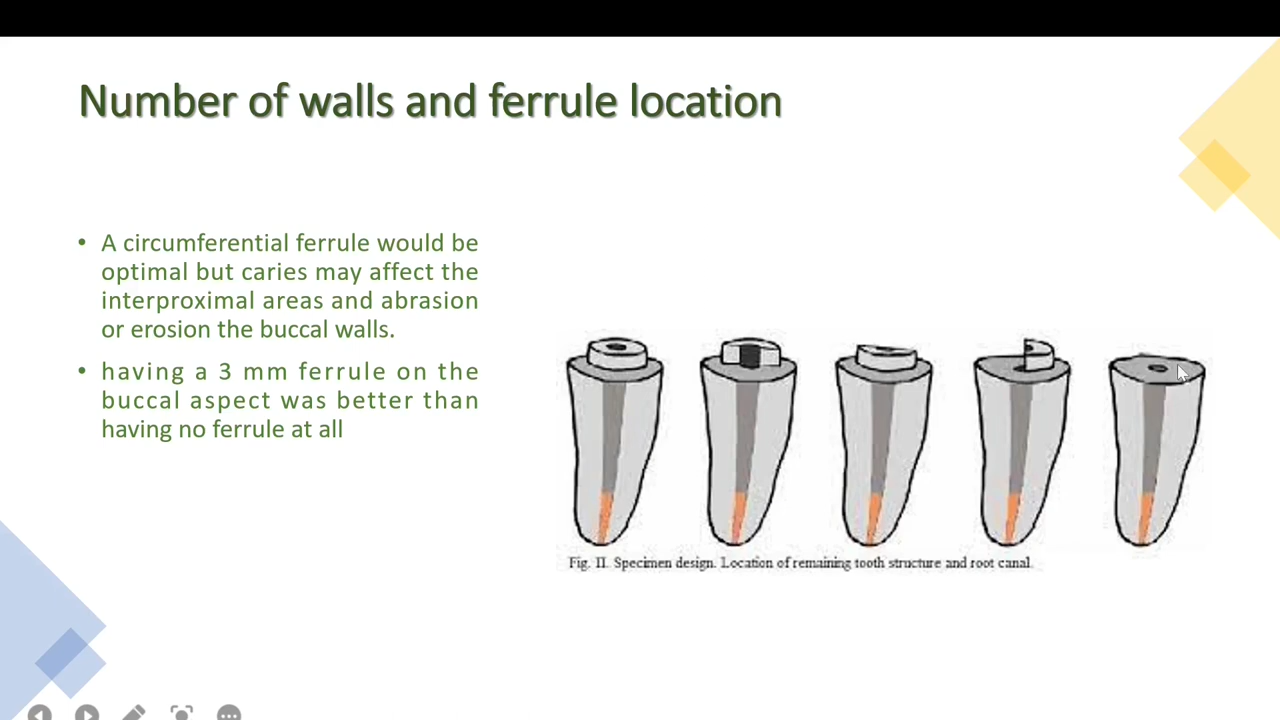 Number of walls and ferrule location
• A circumferential ferrule would be
optimal but caries may affect the
interproximal areas and abrasion
or erosion the buccal walls.
• having a 3 mm ferrule on the
buccal aspect was better than
having no ferrule at all
Fig. II. Specimen design. Location of remaining tooth structure and root canal.